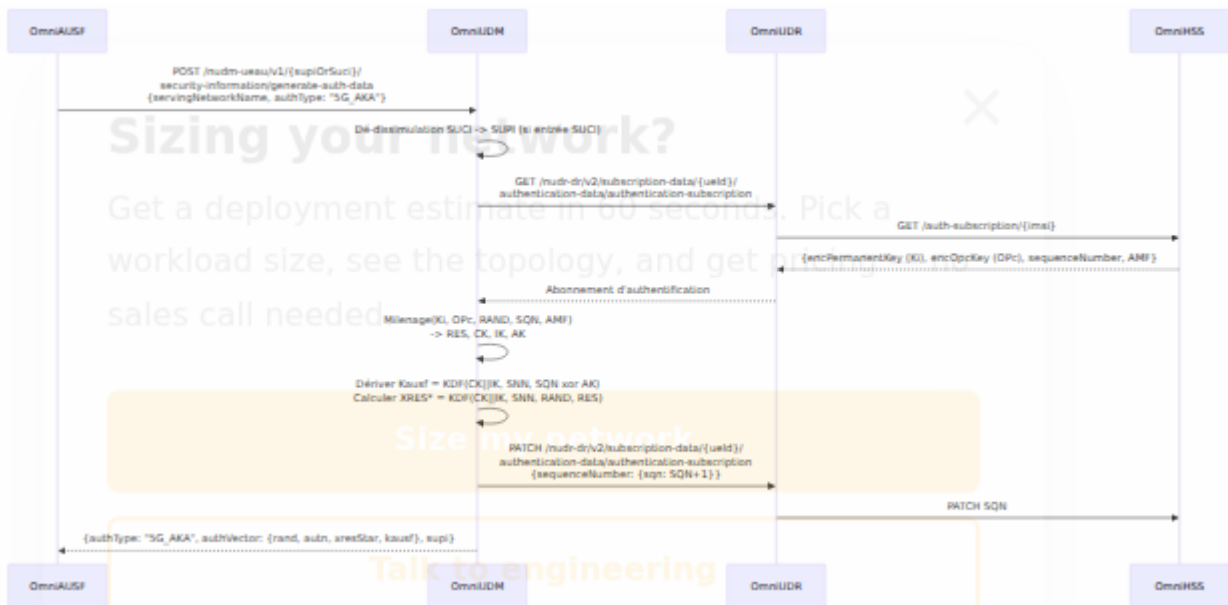 OmniAUSF
OmniUDM
OmniUDR
OmniHSS
POST /nudm-ueau/v1/{supiOrSuci}/
security-information/generate-auth-data
{servingNetworkName, authType: "5G_AKA"}
Dé-dissimulation SUCI -> SUPI (si entrée SUCI)
Sizing your network?
GET /nudr-dr/v2/subscription-data/{ueId}/
authentication-data/authentication-subscription
Get a deployment estimate in 60 seconds. Pick a
GET /auth-subscription/{imsi}
workload size, see the topology, and get pricing — no
{encPermanentKey (Ki), encOpcKey (OPc), sequenceNumber, AMF}
Abonnement d'authentification
sales call needed.
Milenage(Ki, OPc, RAND, SQN, AMF)
-> RES, CK, IK, AK
Dériver Kausf = KDF(CK||IK, SNN, SQN xor AK)
Calculer XRES* = KDF(CK||IK, SNN, RAND, RES)
Size my network
PATCH /nudr-dr/v2/subscription-data/{ueId}/
authentication-data/authentication-subscription
{sequenceNumber: {sqn: SQN+1}}
PATCH SQN
{authType: "5G_AKA", authVector: {rand, autn, xresStar, kausf}, supi}
Talk to engineering
OmniAUSF
OmniUDM
OmniUDR
OmniHSS